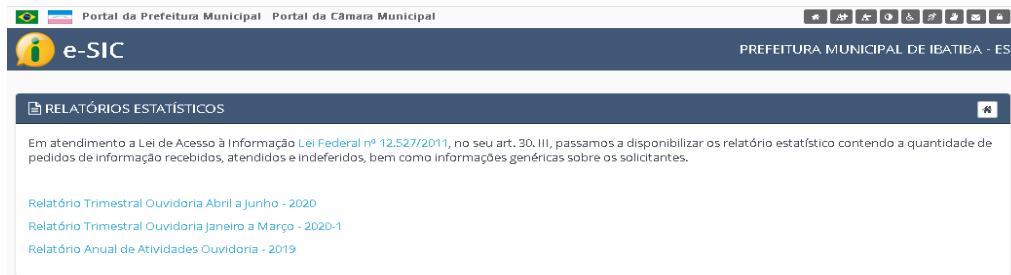 Portal da Prefeitura Municipal Portal da Câmara Municipal
A+ A-
e-SIC
PREFEITURA MUNICIPAL DE IBATIBA - ES
RELATÓRIOS ESTATÍSTICOS
Em atendimento a Lei de Acesso à Informação Lei Federal nº 12.527/2011, no seu art. 30. III, passamos a disponibilizar os relatório estatístico contendo a quantidade de
pedidos de informação recebidos, atendidos e indeferidos, bem como informações genéricas sobre os solicitantes.
Relatório Trimestral Ouvidoria Abril a Junho - 2020
Relatório Trimestral Ouvidoria Janeiro a Março - 2020-1
Relatório Anual de Atividades Ouvidoria - 2019